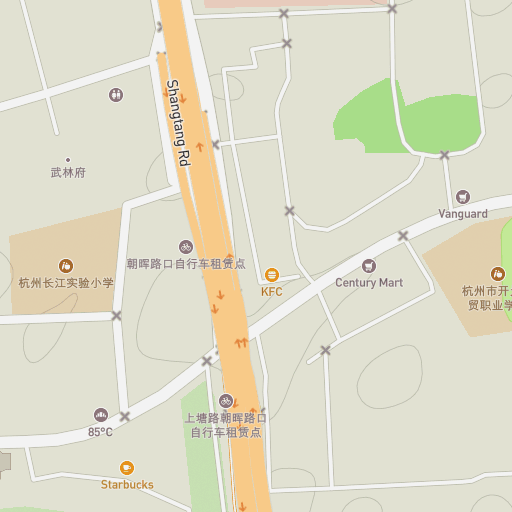 Shangtang Rd
武林府
Vanguard
朝晖路口自行车租赁点
杭州长江实验小学
KFC
Century Mart
杭州市开
贸职业学
上塘路朝晖路口
自行车租赁点
85°C
Starbucks